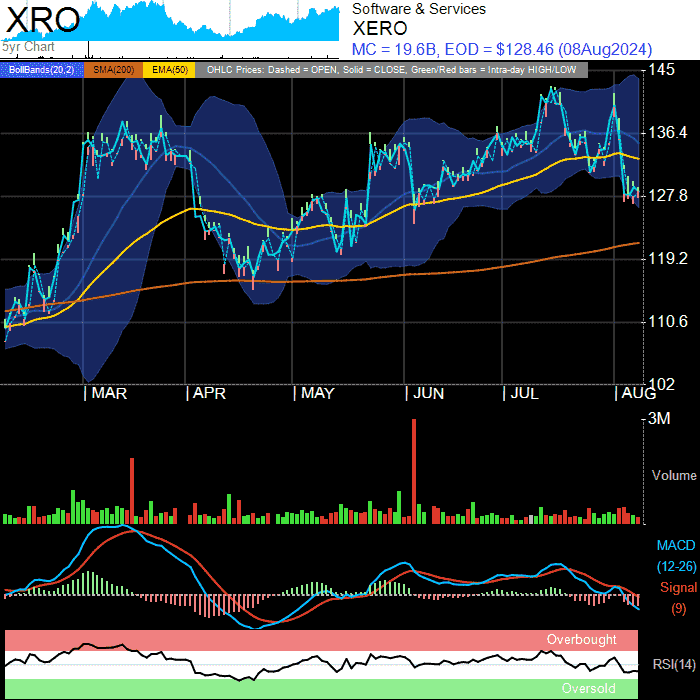 XRO
5yr Chart
Software & Services
XERO
MC = 19.6B, EOD = $128.46 (08Aug2024)
BollBands(20,2) SMA(200) EMA(50) OHLC Prices: Dashed = OPEN, Solid = CLOSE, Green/Red bars = Intra-day HIGH/LOW
145
136.4
127.8
119.2
110.6
102
MAR APR MAY JUN JUL AUG
3M
Volume
MACD
(12-26)
Signal
(9)
Overbought
RSI(14)
Oversold